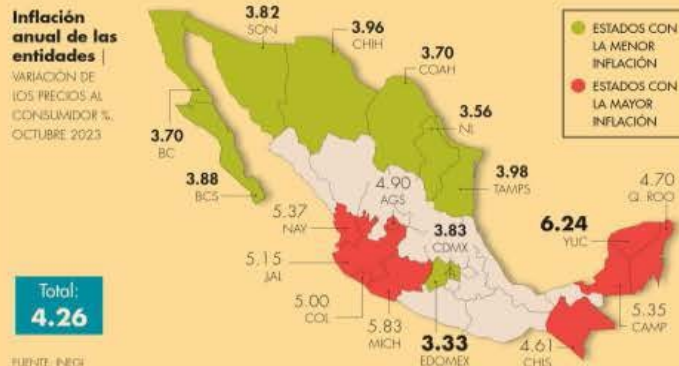 Inflación
anual de las
entidades |
VARIACIÓN DE
LOS PRECIOS AL
CONSUMIDOR %,
OCTUBRE 2023
3.82
SON
3.96
CHIH
3.70
COAH
3.56
NL
3.70
BC
3.88
BCS
3.98
TAMPS
4.90
AGS
5.37
NAY
3.83
CDMX
5.15
JAL
5.00
COL
5.83
MICH
3.33
EDOMEX
6.24
YUC
4.70
Q. ROO
5.35
CAMP
4.61
CHIS
ESTADOS CON
LA MENOR
INFLACIÓN
ESTADOS CON
LA MAYOR
INFLACIÓN
Total:
4.26
FUENTE: INEGI